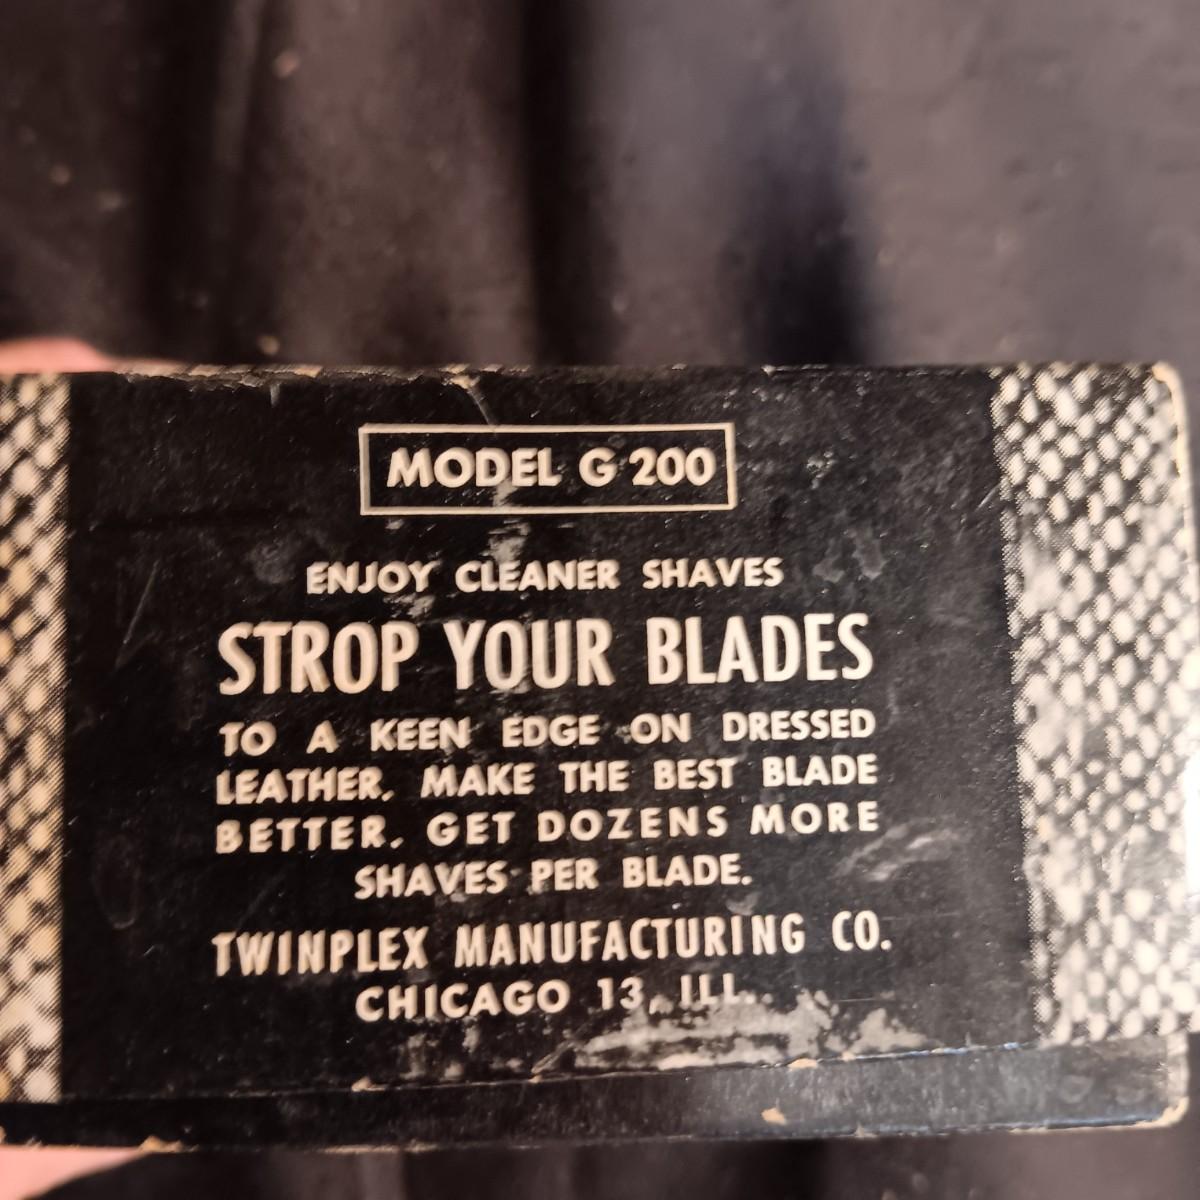 MODEL G 200
ENJOY CLEANER SHAVES
STROP YOUR BLADES
TO A KEEN EDGE ON DRESSED
LEATHER. MAKE THE BEST BLADE
BETTER. GET DOZENS MORE
SHAVES PER BLADE.
TWINPLEX MANUFACTURING CO.
CHICAGO 13, ILL.